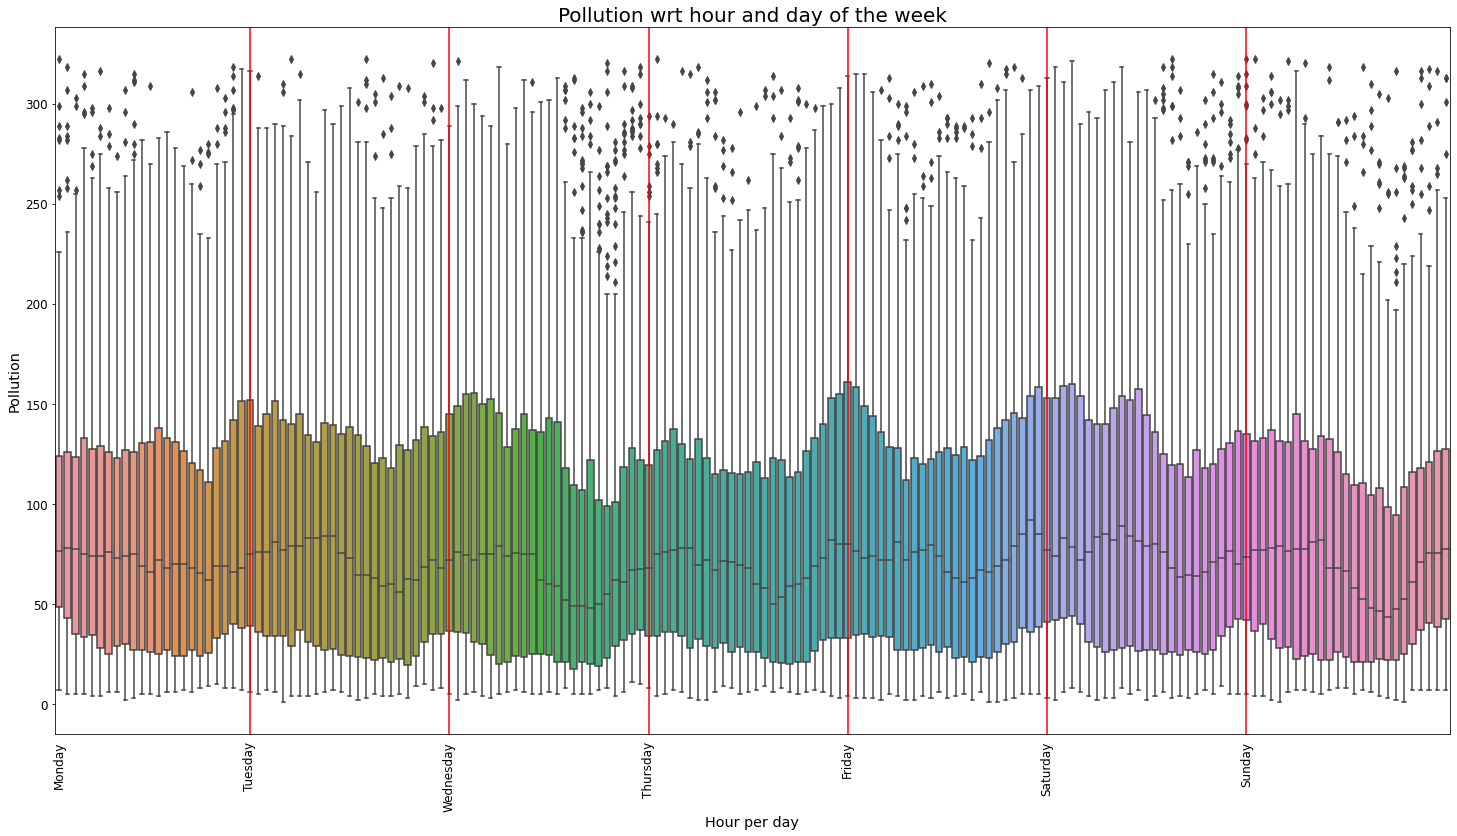 Pollution wrt hour and day of the week
300
250
200
150
100
50
0
Pollution
Monday
Tuesday
Wednesday
Thursday
Friday
Saturday
Sunday
Hour per day